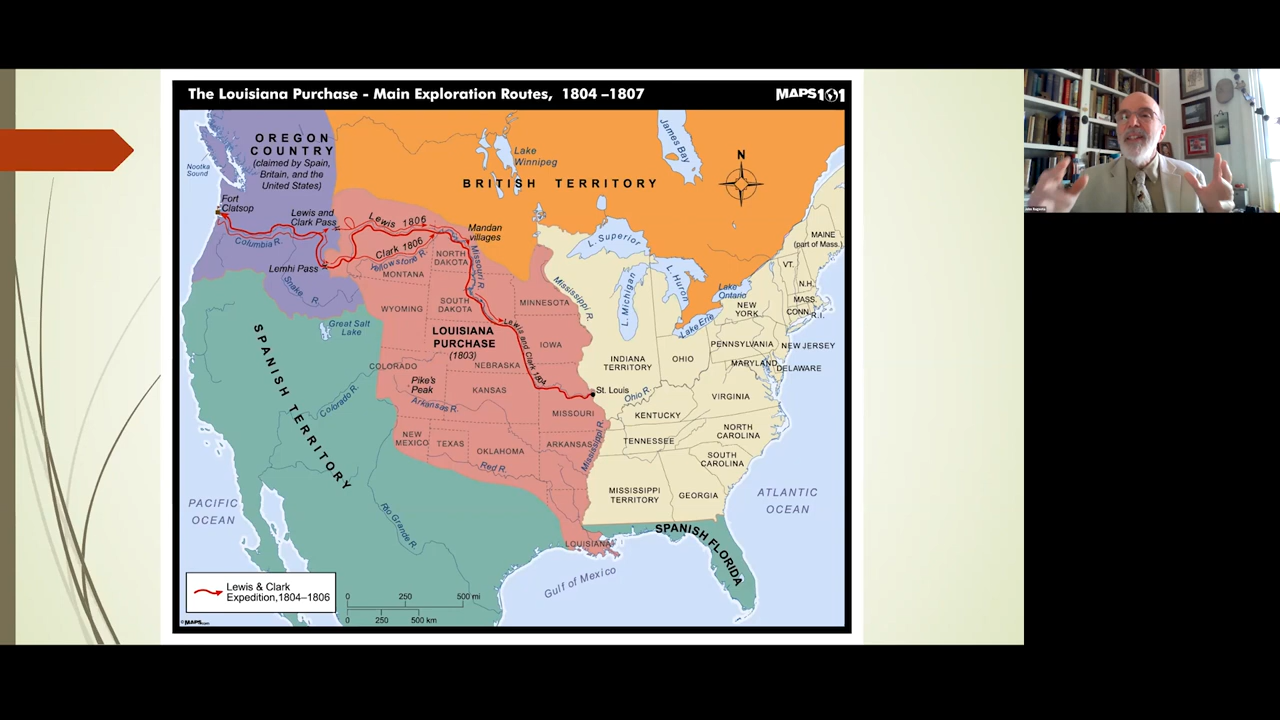 The Louisiana Purchase - Main Exploration Routes, 1804 –1807
MAPS101
OREGON
COUNTRY
(claimed by Spain,
Britain, and the
United States)
Nootka
Sound
Fort
Clatsop
Lewis and
Clark Pass
Columbia R.
Lemhi Pass
Snake R.
Lake
Winnipeg
James Bay
BRITISH TERRITORY
N
Lewis 1806
Clark 1806
Yellowstone R.
Mandan
villages
Missouri R.
MONTANA
NORTH
DAKOTA
SOUTH
DAKOTA
WYOMING
MINNESOTA
Mississippi R.
L. Superior
L. Michigan
L. Huron
Lake
Ontario
Lake Erie
MAINE
(part of Mass.)
VT.
N.H.
MASS.
CONN.
R.I.
NEW
YORK
PENNSYLVANIA
NEW JERSEY
MARYLAND
DELAWARE
Great Salt
Lake
LOUISIANA
PURCHASE
(1803)
Lewis and Clark 1804
IOWA
NEBRASKA
INDIANA
TERRITORY
OHIO
COLORADO
Pike's
Peak
KANSAS
St. Louis
Ohio R.
VIRGINIA
SPANISH TERRITORY
Colorado R.
Arkansas R.
MISSOURI
KENTUCKY
NEW
MEXICO
TEXAS
OKLAHOMA
ARKANSAS
Mississippi R.
TENNESSEE
NORTH
CAROLINA
SOUTH
CAROLINA
Red R.
MISSISSIPPI
TERRITORY
GEORGIA
PACIFIC
OCEAN
ATLANTIC
OCEAN
Rio Grande R.
LOUISIANA
SPANISH FLORIDA
Gulf of Mexico
Lewis & Clark
Expedition,1804–1806
0 250 500 mi
0 250 500 km
©MAPS.com